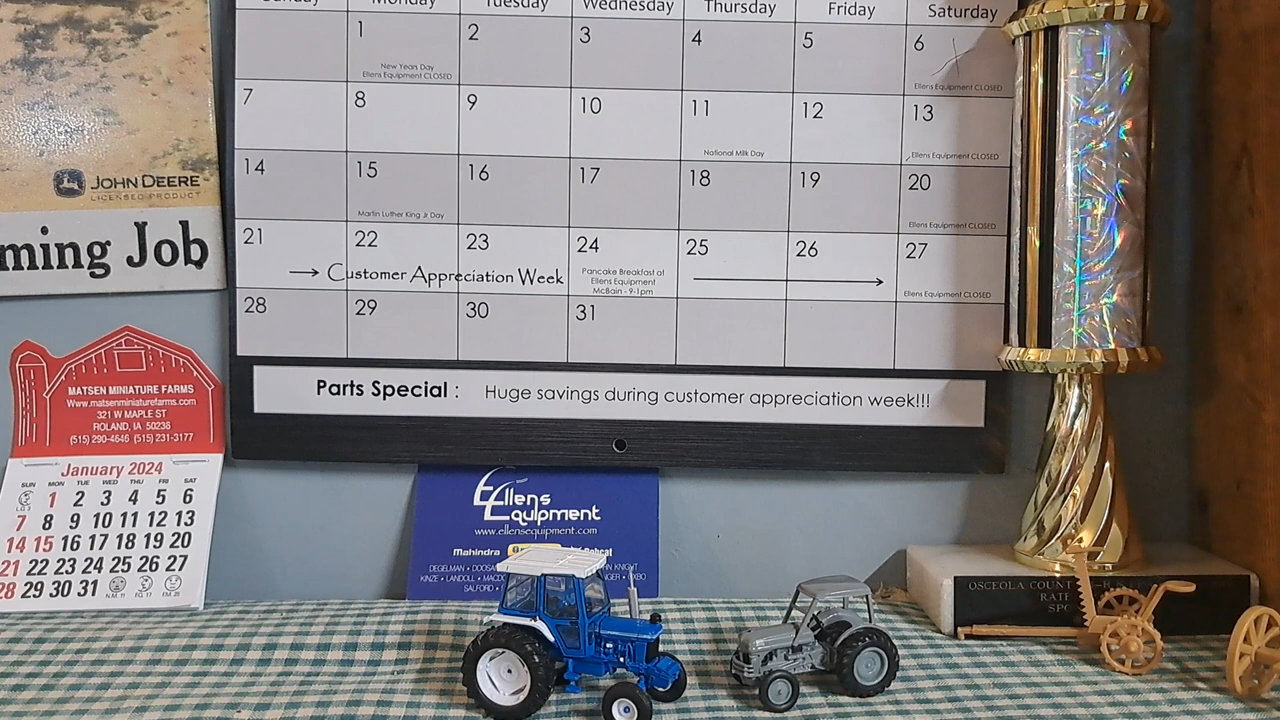 Sunday Monday Tuesday Wednesday Thursday Friday Saturday
1 2 3 4 5 6
New Years Day
Ellens Equipment CLOSED
Ellens Equipment CLOSED
7 8 9 10 11 12 13
National Milk Day
Ellens Equipment CLOSED
14 15 16 17 18 19 20
Martin Luther King Jr Day
Ellens Equipment CLOSED
21 22 23 24 25 26 27
→ Customer Appreciation Week
Pancake Breakfast at
Ellens Equipment
McBain - 9-1pm
Ellens Equipment CLOSED
28 29 30 31
Parts Special : Huge savings during customer appreciation week!!!
JOHN DEERE
LICENSED PRODUCT
ming Job
MATSEN MINIATURE FARMS
Www.matsenminiaturefarms.com
321 W MAPLE ST
ROLAND, IA 50236
(515) 290-4646 (515) 231-3177
January 2024
SUN MON TUE WED THU FRI SAT
1 2 3 4 5 6
7 8 9 10 11 12 13
14 15 16 17 18 19 20
21 22 23 24 25 26 27
28 29 30 31
Ellens
Equipment
www.ellensequipment.com
Mahindra Bobcat
DEGELMAN • DOOSA
KINZE • LANDOLL • MACDO
SALFORD
OSCEOLA COUNT